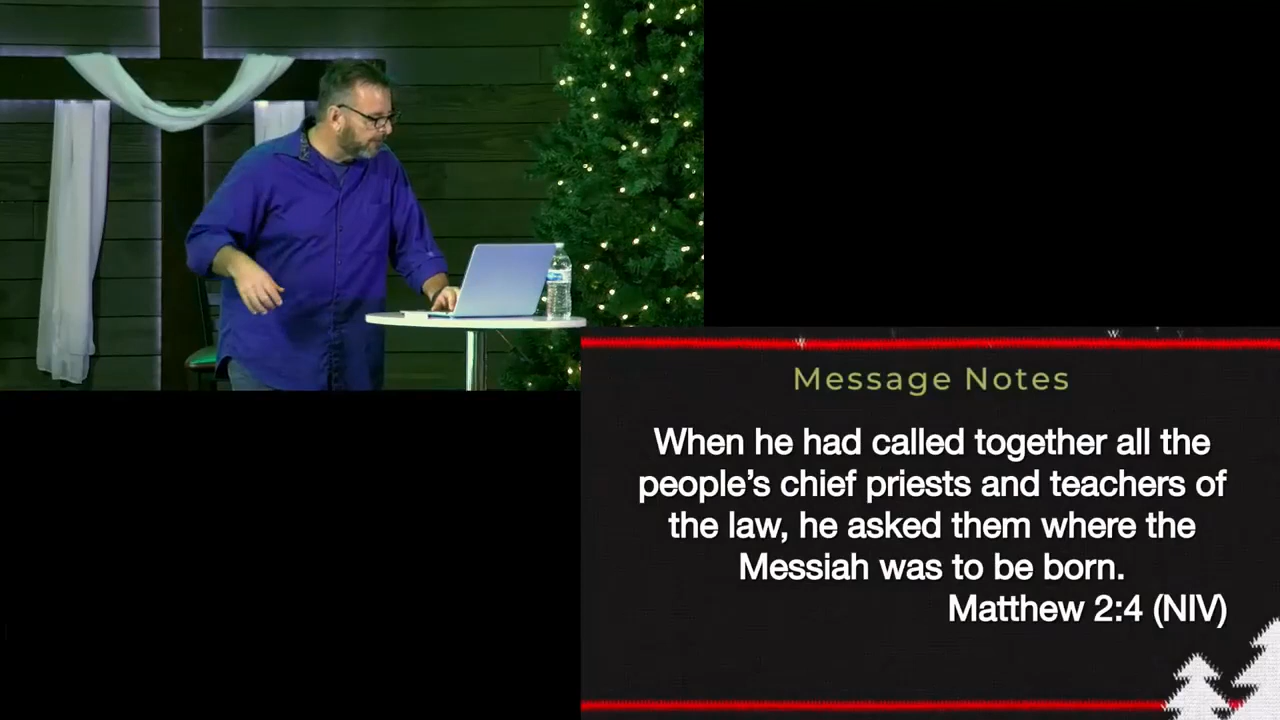 Message Notes
When he had called together all the
people’s chief priests and teachers of
the law, he asked them where the
Messiah was to be born.
Matthew 2:4 (NIV)